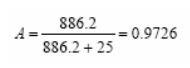 A = 886.2 / 886.2 + 25 = 0.9726